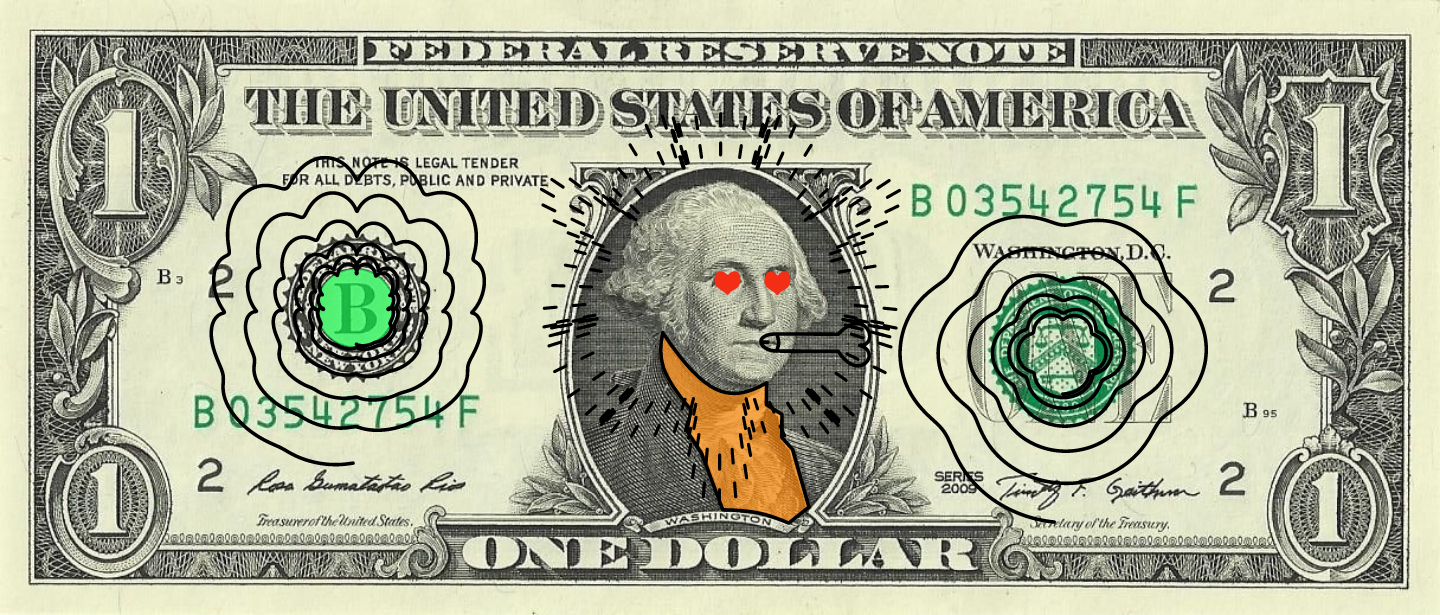 FEDERAL RESERVE NOTE
THE UNITED STATES OF AMERICA
1
1
THIS NOTE IS LEGAL TENDER
FOR ALL DEBTS, PUBLIC AND PRIVATE
B 03542754 F
WASHINGTON, D.C.
B 3
2
2
B
ONE
NEW YORK
B 03542754 F
B 95
2
Rosa Gumataotao Rios
SERIES
2009
Timothy F. Geithner
2
Treasurer of the United States.
WASHINGTON
Secretary of the Treasury.
1
ONE DOLLAR
1